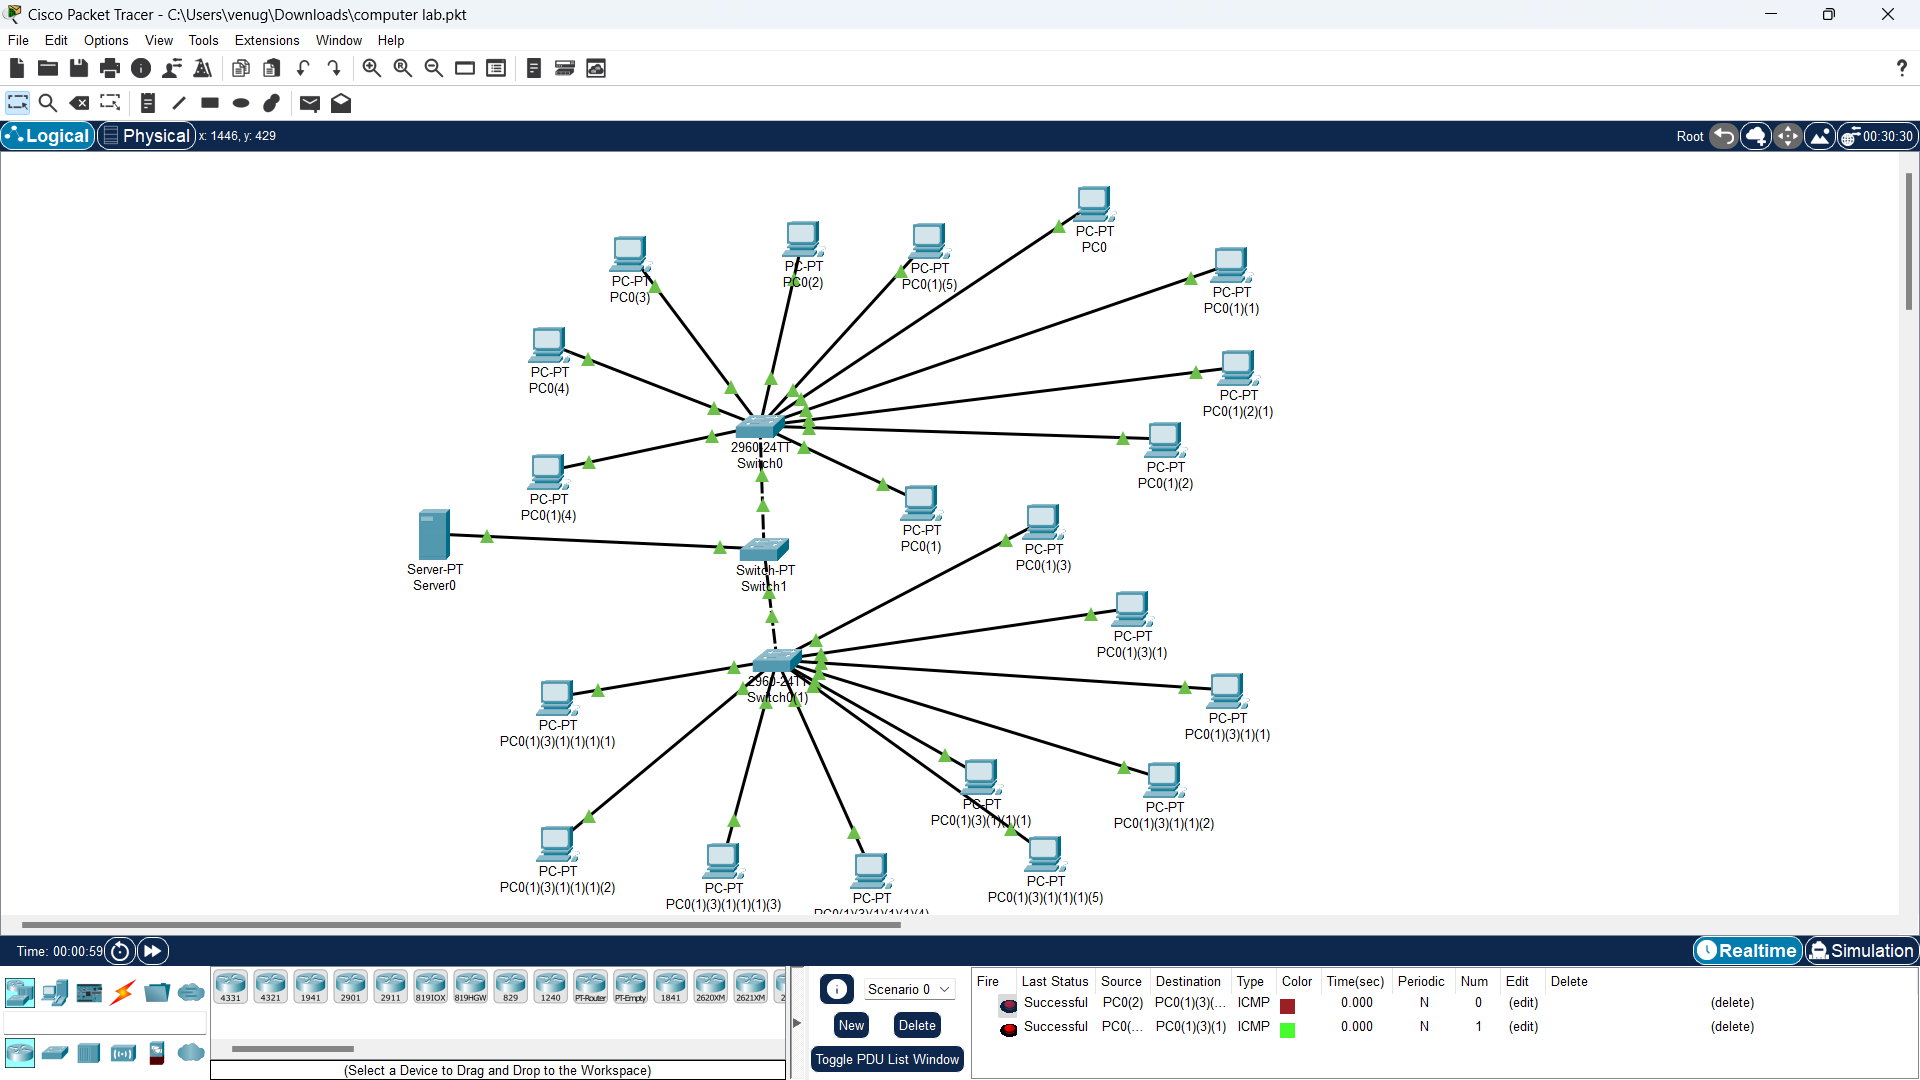 Cisco Packet Tracer - C:\Users\venug\Downloads\computer lab.pkt
File Edit Options View Tools Extensions Window Help
?
Logical Physical x: 1446, y: 429 Root 00:30:30
PC-PT
PC0
PC-PT
PC0(2)
PC-PT
PC0(1)(5)
PC-PT
PC0(3)
PC-PT
PC0(1)(1)
PC-PT
PC0(4)
PC-PT
PC0(1)(2)(1)
2960-24TT
Switch0
PC-PT
PC0(1)(2)
PC-PT
PC0(1)(4)
PC-PT
PC0(1)
PC-PT
PC0(1)(3)
Server-PT
Server0
Switch-PT
Switch1
PC-PT
PC0(1)(3)(1)
2960-24TT
Switch0(1)
PC-PT
PC0(1)(3)(1)(1)
PC-PT
PC0(1)(3)(1)(1)(1)(1)
PC-PT
PC0(1)(3)(1)(1)(1)
PC-PT
PC0(1)(3)(1)(1)(2)
PC-PT
PC0(1)(3)(1)(1)(1)(2)
PC-PT
PC0(1)(3)(1)(1)(1)(3)
PC-PT
PC0(1)(3)(1)(1)(1)(4)
PC-PT
PC0(1)(3)(1)(1)(1)(5)
Time: 00:00:59 Realtime Simulation
4331 4321 1941 2901 2911 819IOX 819HGW 829 1240 PT-Router PT-Empty 1841 2620XM 2621XM 2
(Select a Device to Drag and Drop to the Workspace)
Scenario 0
New Delete
Toggle PDU List Window
Fire Last Status Source Destination Type Color Time(sec) Periodic Num Edit Delete
Successful PC0(2) PC0(1)(3)(... ICMP 0.000 N 0 (edit) (delete)
Successful PC0(... PC0(1)(3)(1) ICMP 0.000 N 1 (edit) (delete)